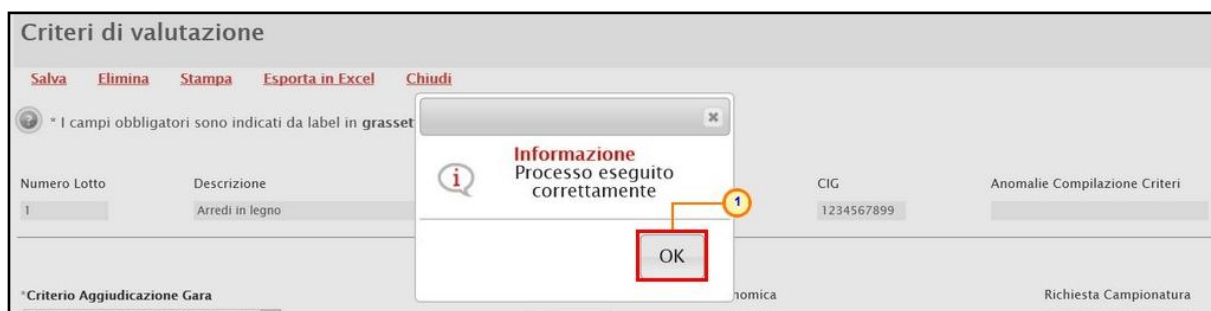 Criteri di valutazione
Salva Elimina Stampa Esporta in Excel Chiudi
* I campi obbligatori sono indicati da label in grasset
Informazione
Processo eseguito
correttamente
OK
1
Numero Lotto Descrizione CIG Anomalie Compilazione Criteri
1 Arredi in legno 1234567899
*Criterio Aggiudicazione Gara nomica Richiesta Campionatura